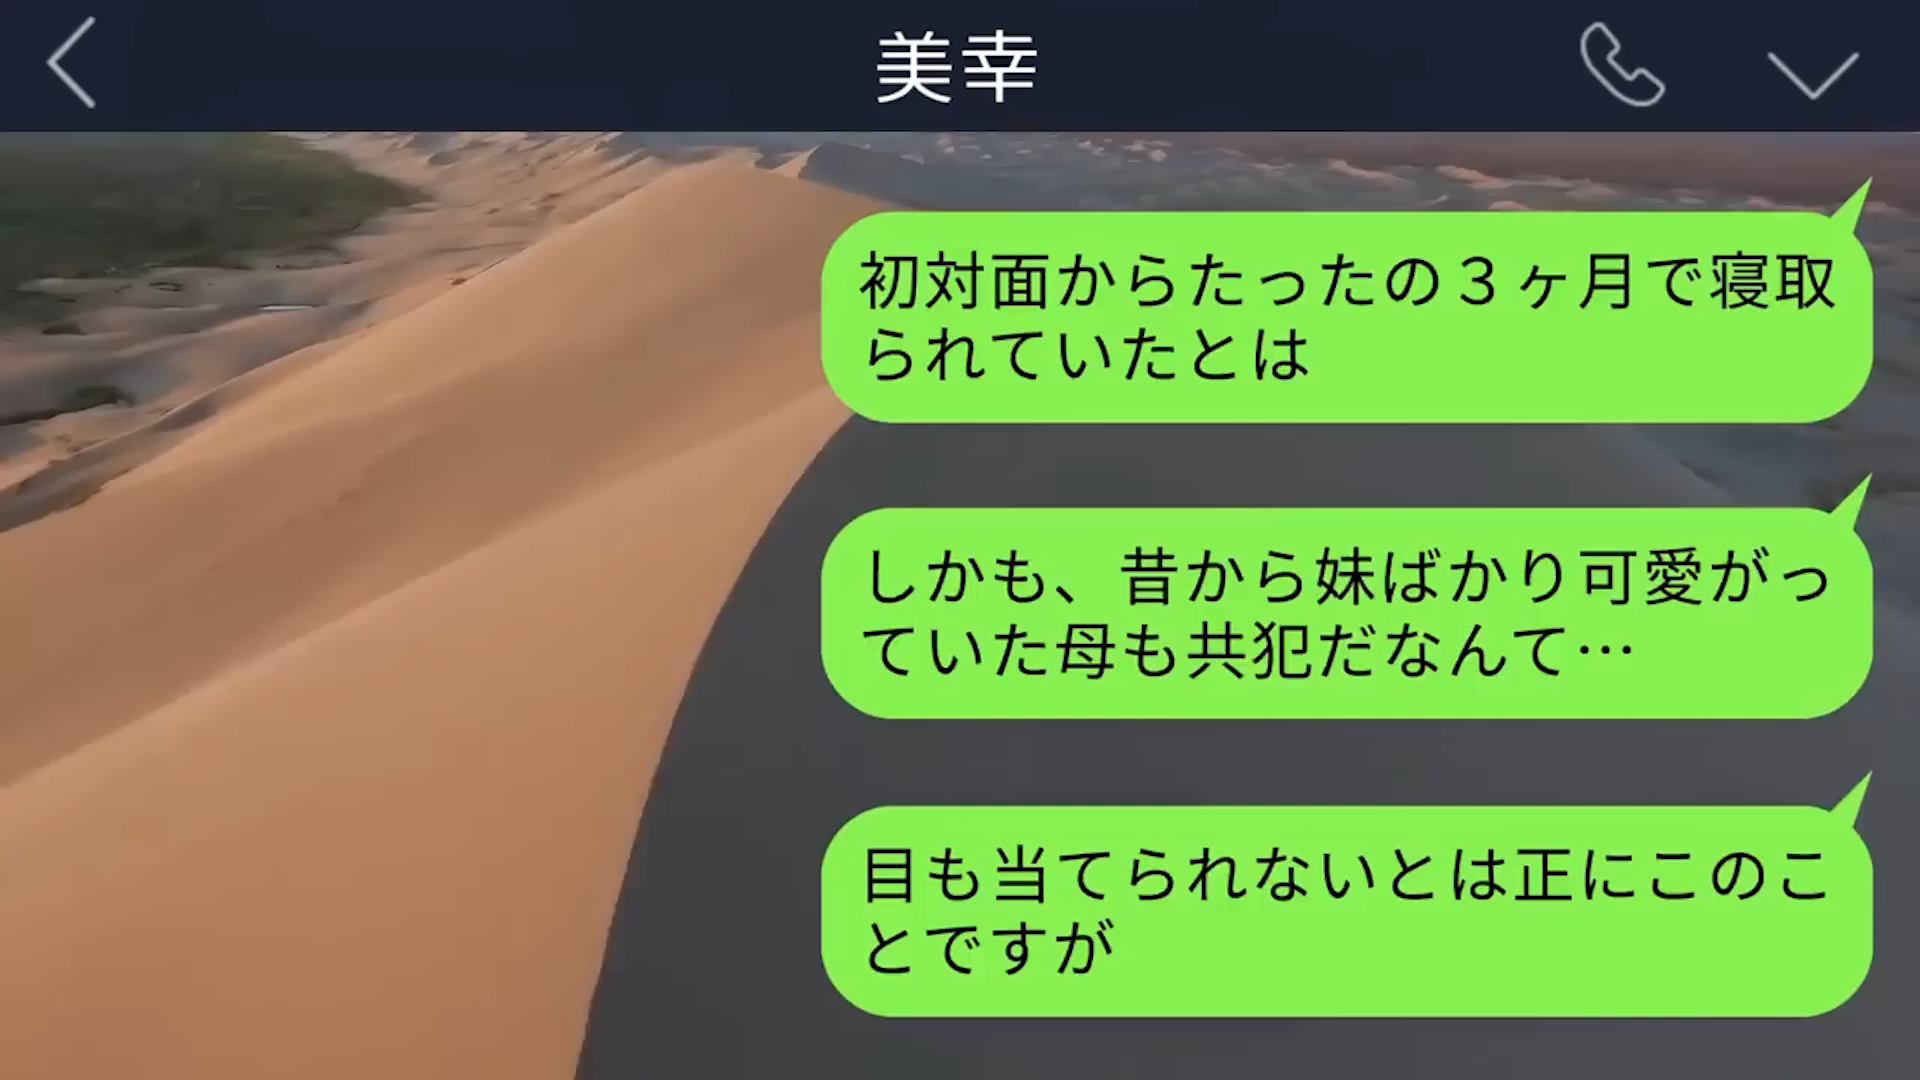 美幸
初対面からたったの３ヶ月で寝取
られていたとは
しかも、昔から妹ばかり可愛がっ
ていた母も共犯だなんて…
目も当てられないとは正にこのこ
とですが